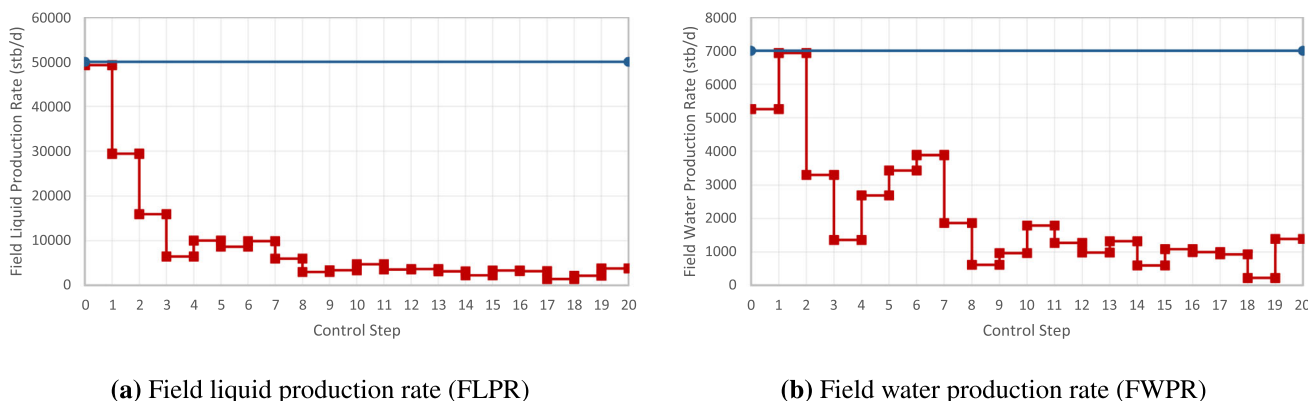 60000
50000
40000
30000
20000
10000
0
Field Liquid Production Rate (stb/d)
0 1 2 3 4 5 6 7 8 9 10 11 12 13 14 15 16 17 18 19 20
Control Step
(a) Field liquid production rate (FLPR)
8000
7000
6000
5000
4000
3000
2000
1000
0
Field Water Production Rate (stb/d)
0 1 2 3 4 5 6 7 8 9 10 11 12 13 14 15 16 17 18 19 20
Control Step
(b) Field water production rate (FWPR)